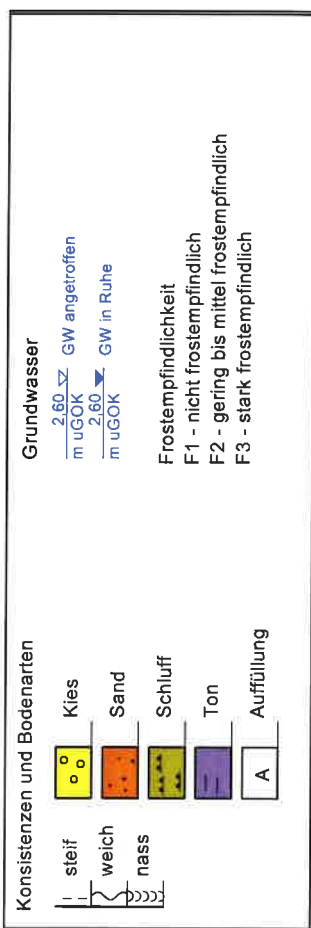 Konsistenzen und Bodenarten
steif
weich
nass
Kies
Sand
Schluff
Ton
A
Auffüllung
Grundwasser
2,60 GW angetroffen
m uGOK
2,60 GW in Ruhe
m uGOK
Frostempfindlichkeit
F1 - nicht frostempfindlich
F2 - gering bis mittel frostempfindlich
F3 - stark frostempfindlich